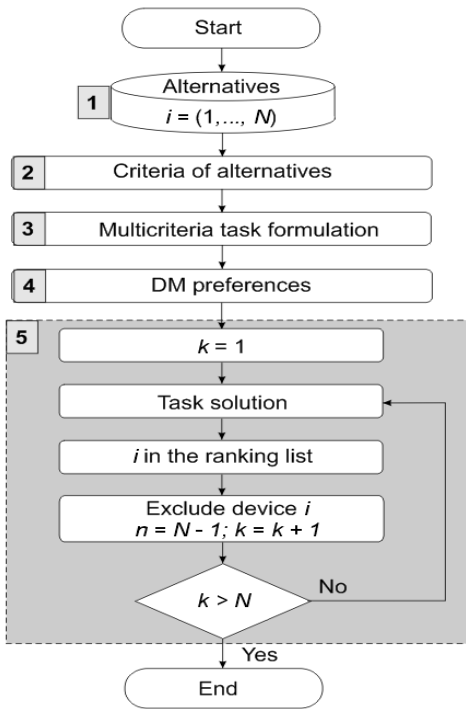 Start
1
Alternatives
i = (1,..., N)
2
Criteria of alternatives
3
Multicriteria task formulation
4
DM preferences
5
k = 1
Task solution
i in the ranking list
Exclude device i
n = N - 1; k = k + 1
k > N
No
Yes
End